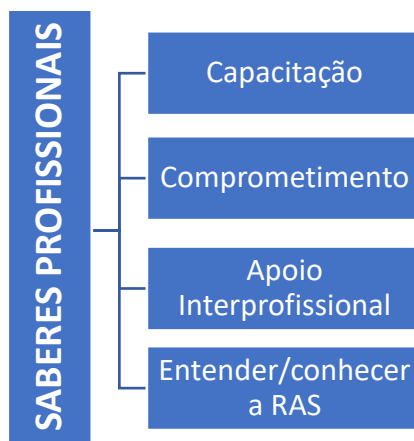 SABERES PROFISSIONAIS
Capacitação
Comprometimento
Apoio
Interprofissional
Entender/conhecer
a RAS